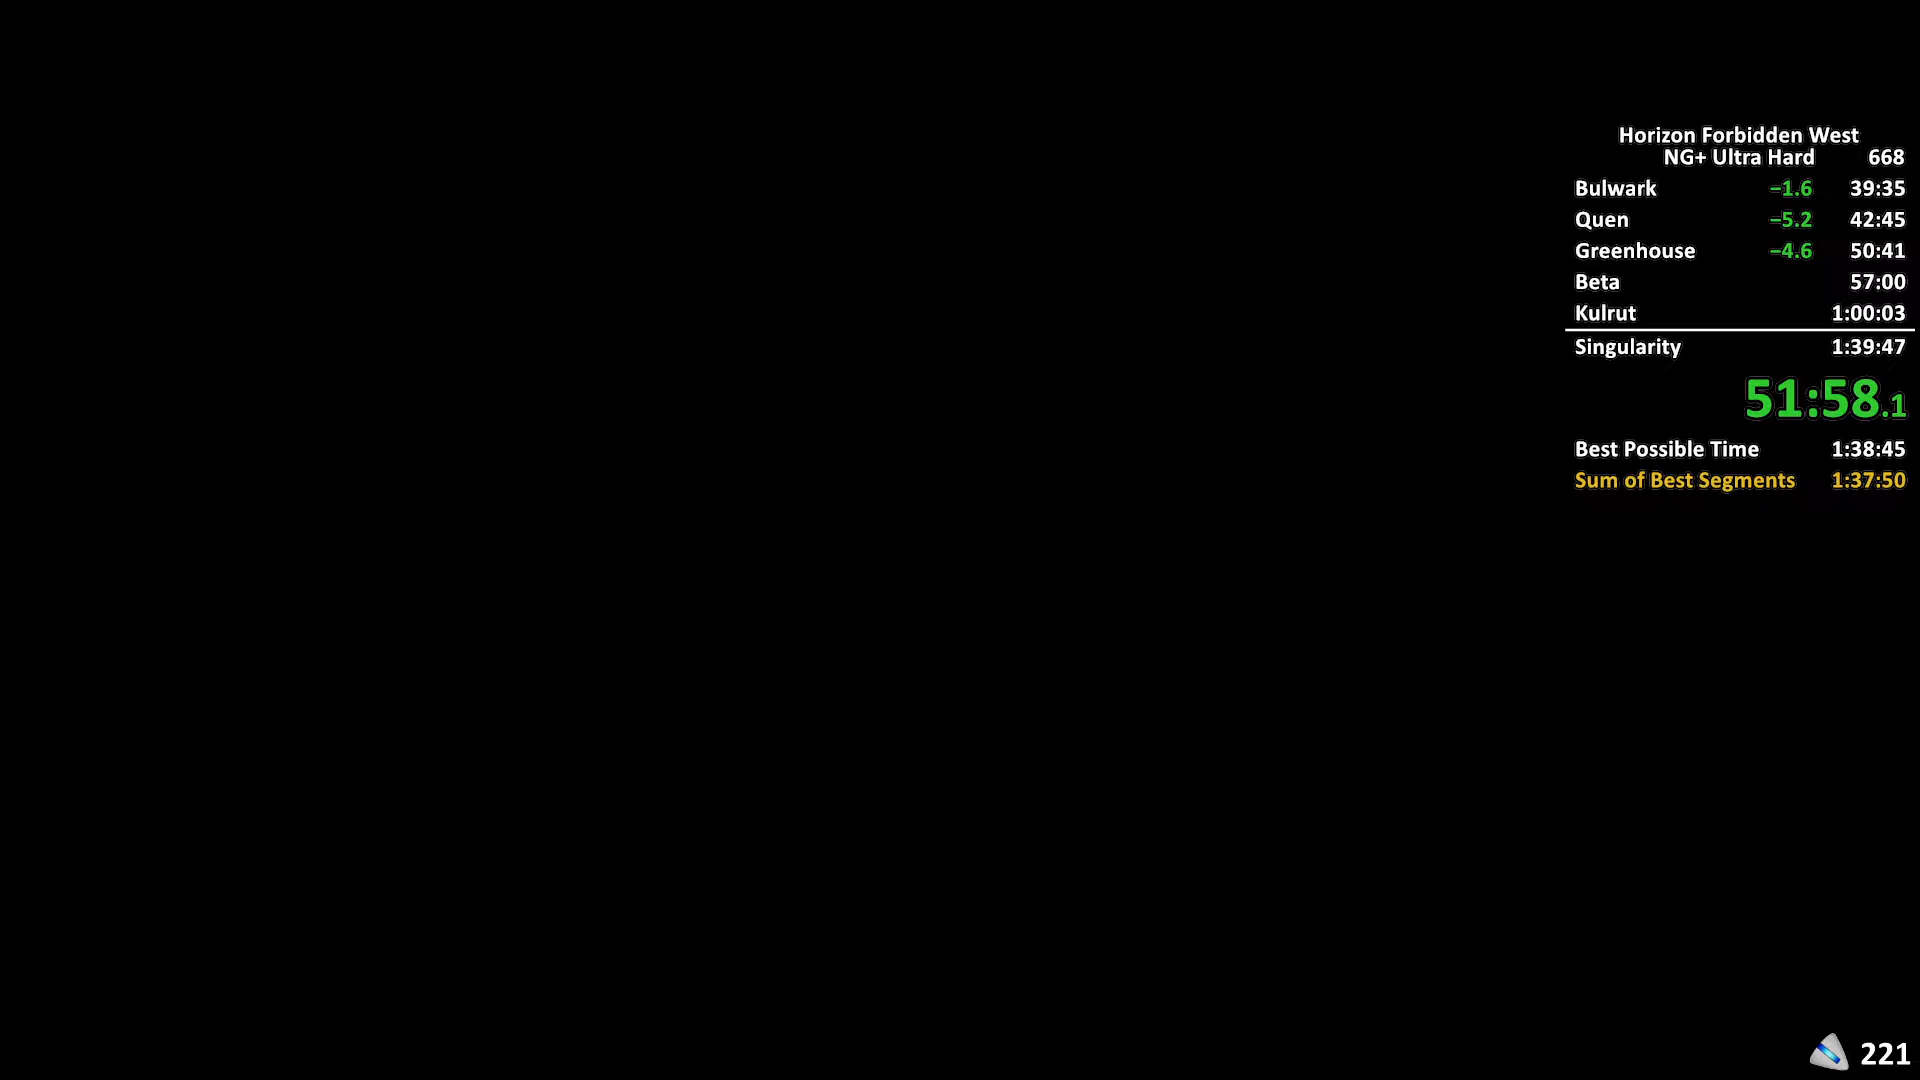 Horizon Forbidden West
NG+ Ultra Hard 668
Bulwark −1.6 39:35
Quen −5.2 42:45
Greenhouse −4.6 50:41
Beta 57:00
Kulrut 1:00:03
Singularity 1:39:47
51:58.1
Best Possible Time 1:38:45
Sum of Best Segments 1:37:50
221